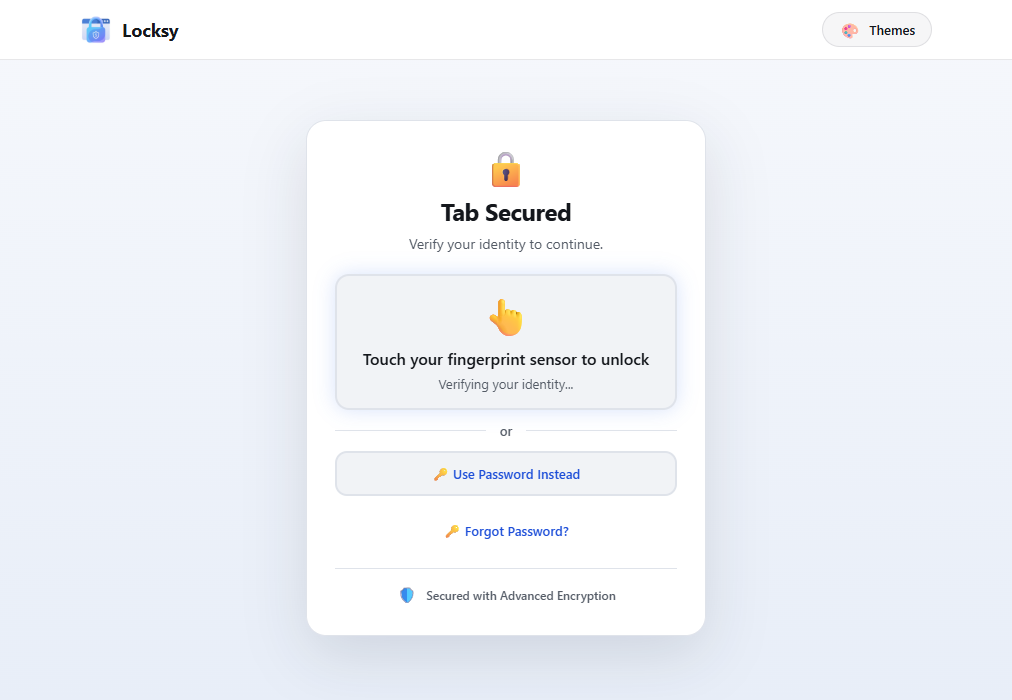 Locksy
Themes
Tab Secured
Verify your identity to continue.
Touch your fingerprint sensor to unlock
Verifying your identity...
or
Use Password Instead
Forgot Password?
Secured with Advanced Encryption